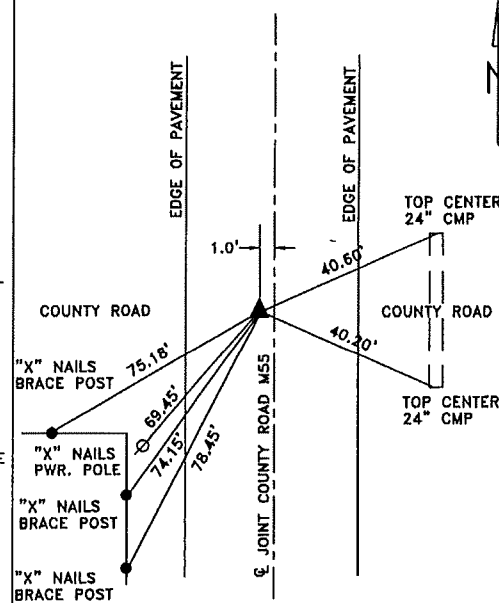 N
EDGE OF PAVEMENT
EDGE OF PAVEMENT
TOP CENTER
24" CMP
1.0'
40.60'
COUNTY ROAD
COUNTY ROAD
40.20'
75.18'
"X" NAILS
BRACE POST
69.45'
TOP CENTER
24" CMP
74.15'
78.45'
"X" NAILS
PWR. POLE
"X" NAILS
BRACE POST
℄ JOINT COUNTY ROAD M55
"X" NAILS
BRACE POST